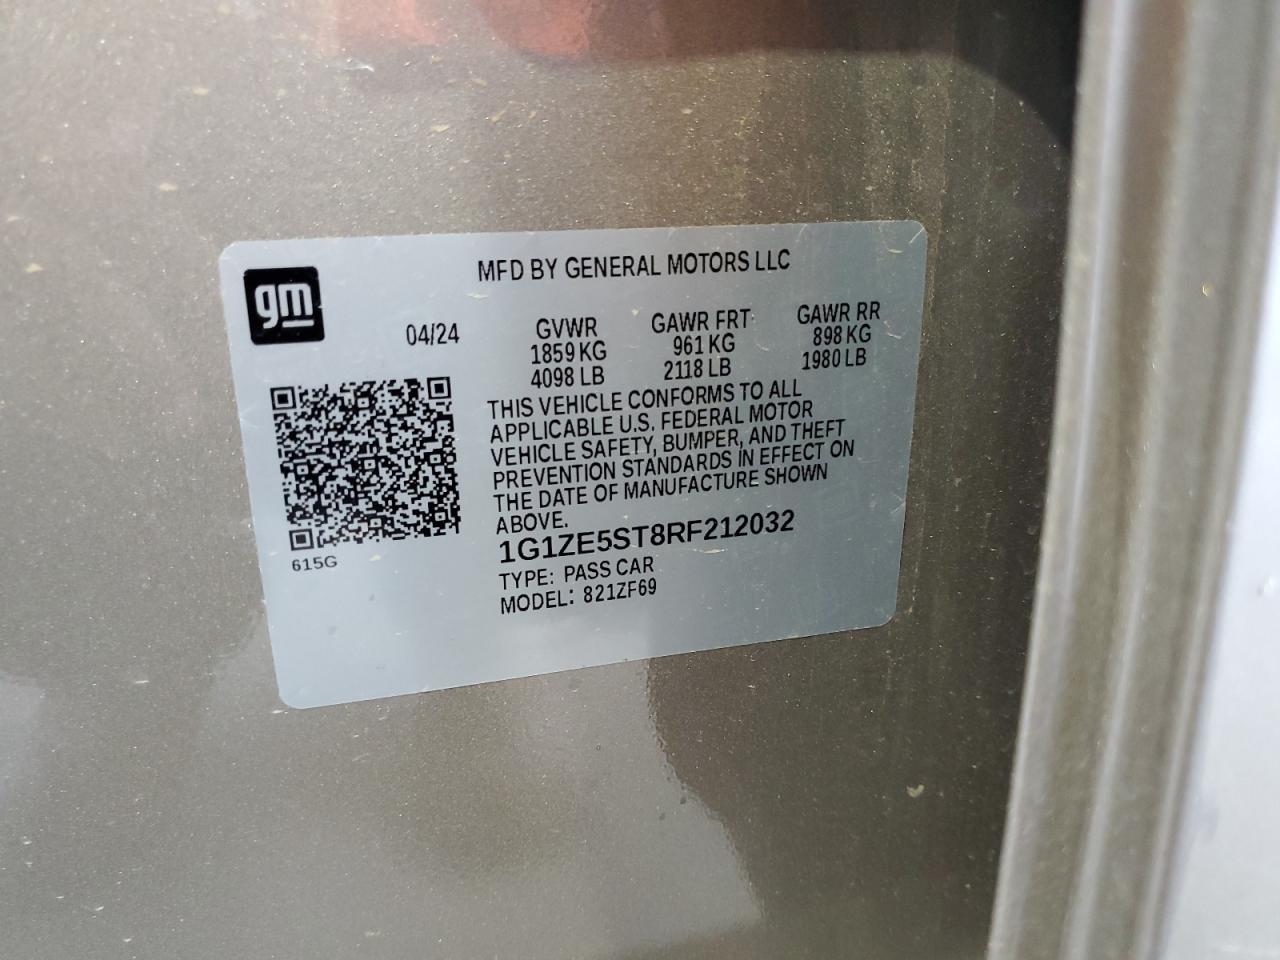 gm
MFD BY GENERAL MOTORS LLC
04/24
GVWR
1859 KG
4098 LB
GAWR FRT
961 KG
2118 LB
GAWR RR
898 KG
1980 LB
THIS VEHICLE CONFORMS TO ALL
APPLICABLE U.S. FEDERAL MOTOR
VEHICLE SAFETY, BUMPER, AND THEFT
PREVENTION STANDARDS IN EFFECT ON
THE DATE OF MANUFACTURE SHOWN
ABOVE.
1G1ZE5ST8RF212032
TYPE: PASS CAR
MODEL: 821ZF69
615G